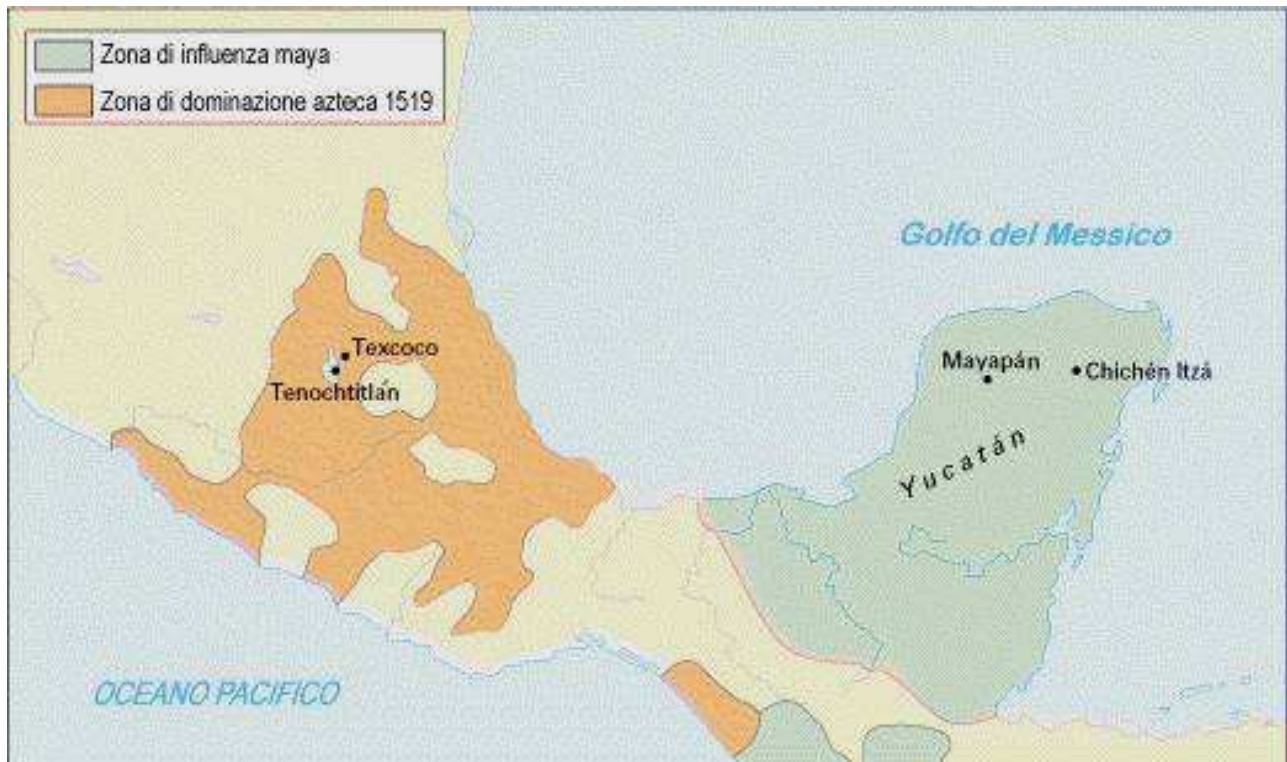 Zona di influenza maya
Zona di dominazione azteca 1519
Golfo del Messico
Texcoco
Tenochtitlán
Mayapán
Chichén Itzá
Yucatán
OCEANO PACIFICO